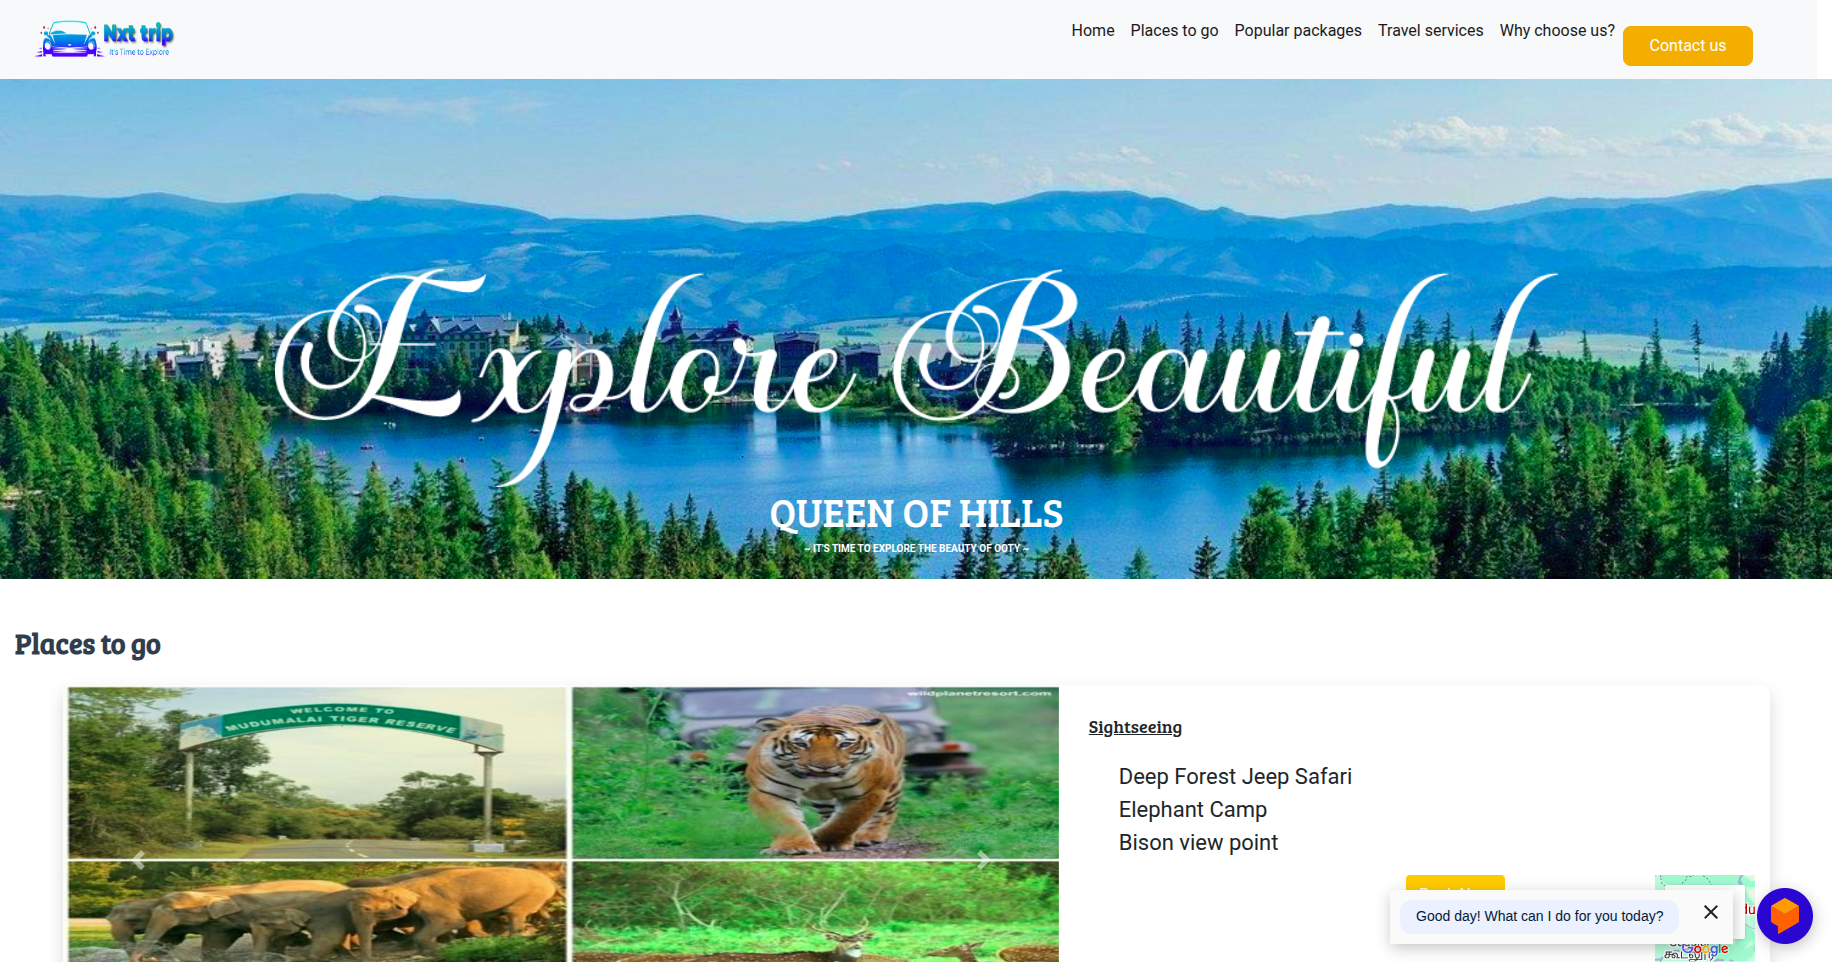 Nxt trip
It's Time to Explore
Home Places to go Popular packages Travel services Why choose us? Contact us
Explore Beautiful
QUEEN OF HILLS
~ IT'S TIME TO EXPLORE THE BEAUTY OF OOTY ~
Places to go
WELCOME TO
MUDUMALAI TIGER RESERVE
wildplanetresort.com
Sightseeing
Deep Forest Jeep Safari
Elephant Camp
Bison view point
Good day! What can I do for you today?
Google